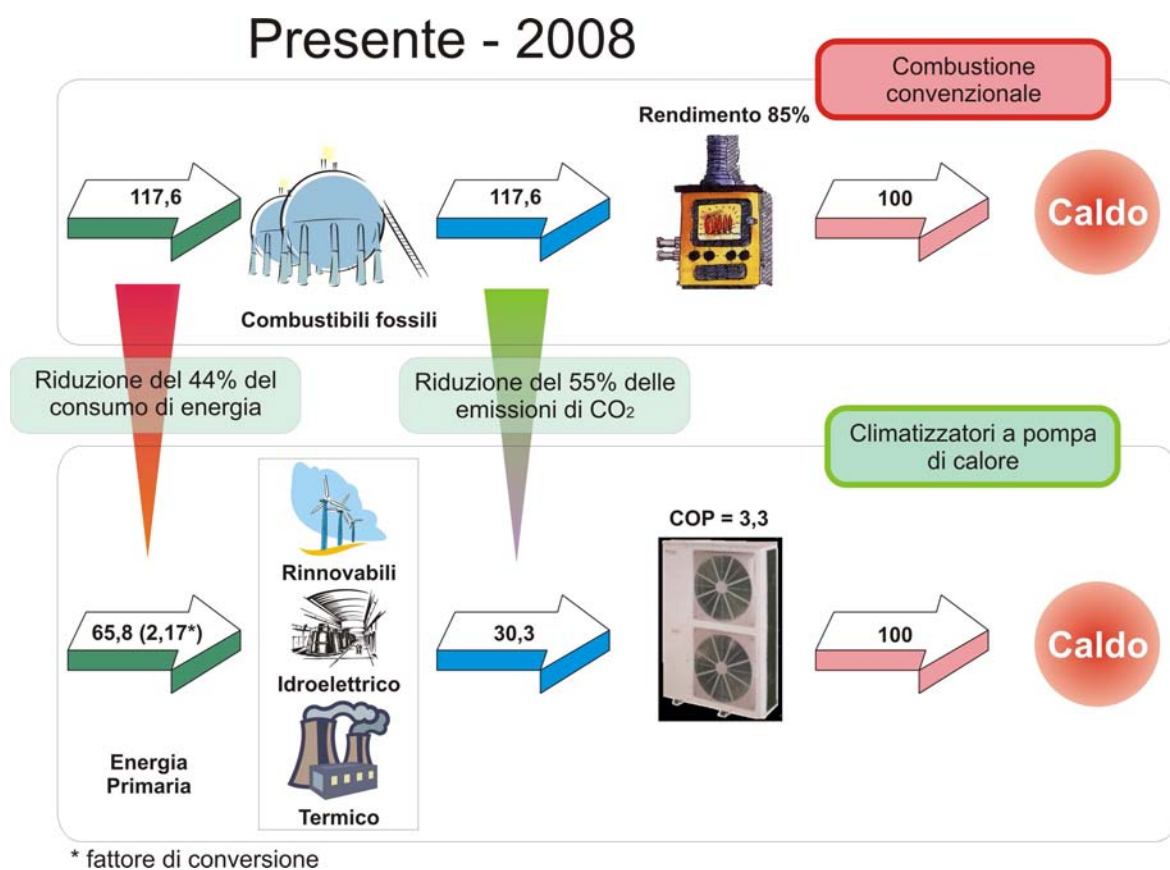 Presente - 2008
Combustione
convenzionale
Rendimento 85%
117,6
117,6
100
Caldo
Combustibili fossili
Riduzione del 44% del
consumo di energia
Riduzione del 55% delle
emissioni di CO₂
Climatizzatori a pompa
di calore
COP = 3,3
Rinnovabili
65,8 (2,17*)
30,3
100
Caldo
Idroelettrico
Energia
Primaria
Termico
* fattore di conversione